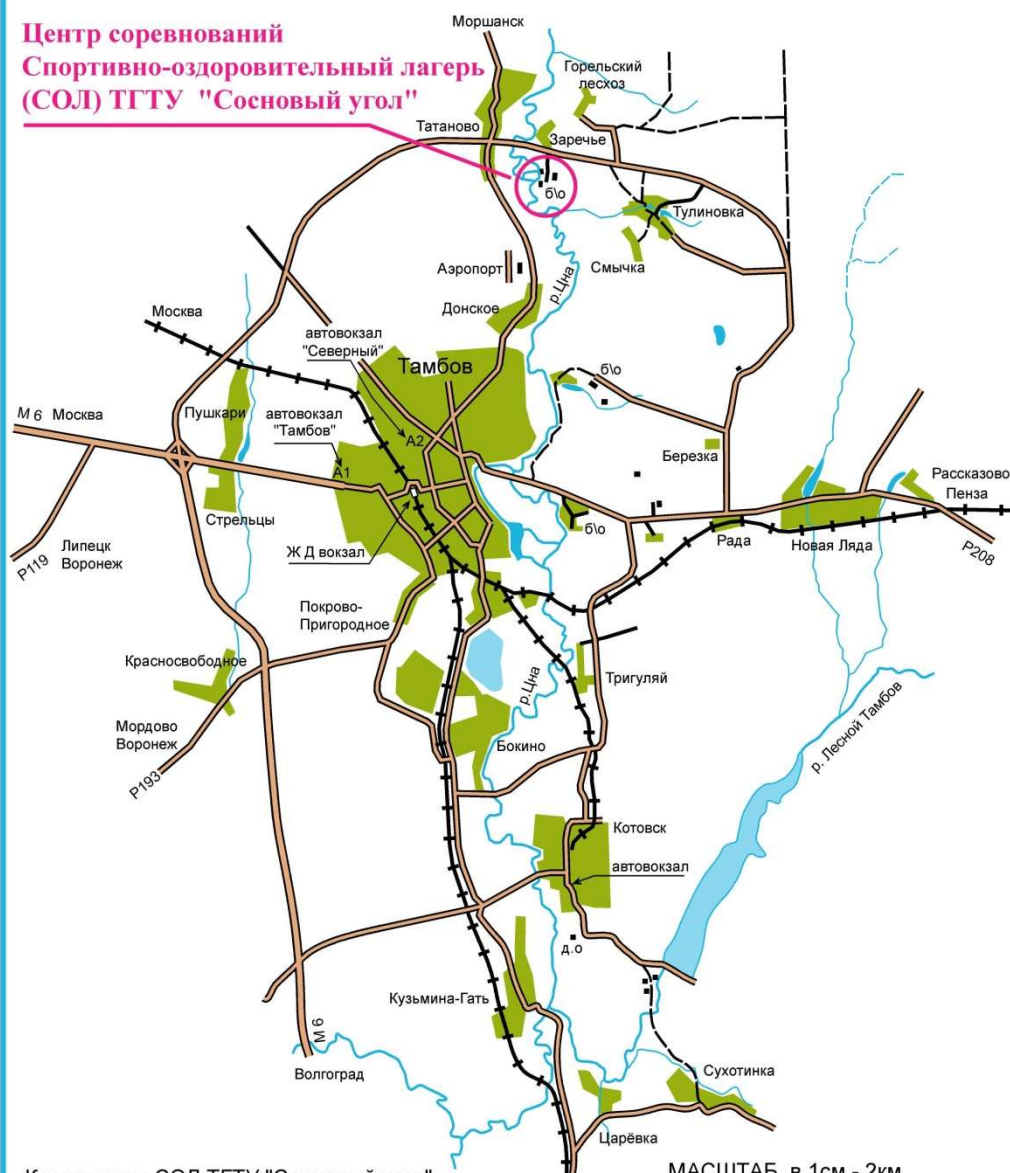 Центр соревнований
Спортивно-оздоровительный лагерь
(СОЛ) ТГТУ "Сосновый угол"
Моршанск
Горельский
лесхоз
Татаново
Заречье
б\о
Тулиновка
Смычка
Аэропорт
р.Цна
Донское
Москва
автовокзал
"Северный"
Тамбов
б\о
М 6 Москва
Пушкари
автовокзал
"Тамбов"
А2
А1
Березка
Рассказово
Пенза
Стрельцы
б\о
Рада
Новая Ляда
Р208
Ж Д вокзал
Р119
Липецк
Воронеж
Покрово-
Пригородное
Красносвободное
р.Цна
Тригуляй
Мордово
Воронеж
Р193
Бокино
р. Лесной Тамбов
Котовск
автовокзал
д.о
Кузьмина-Гать
М 6
Волгоград
Сухотинка
Царёвка
МАСШТАБ в 1см - 2км